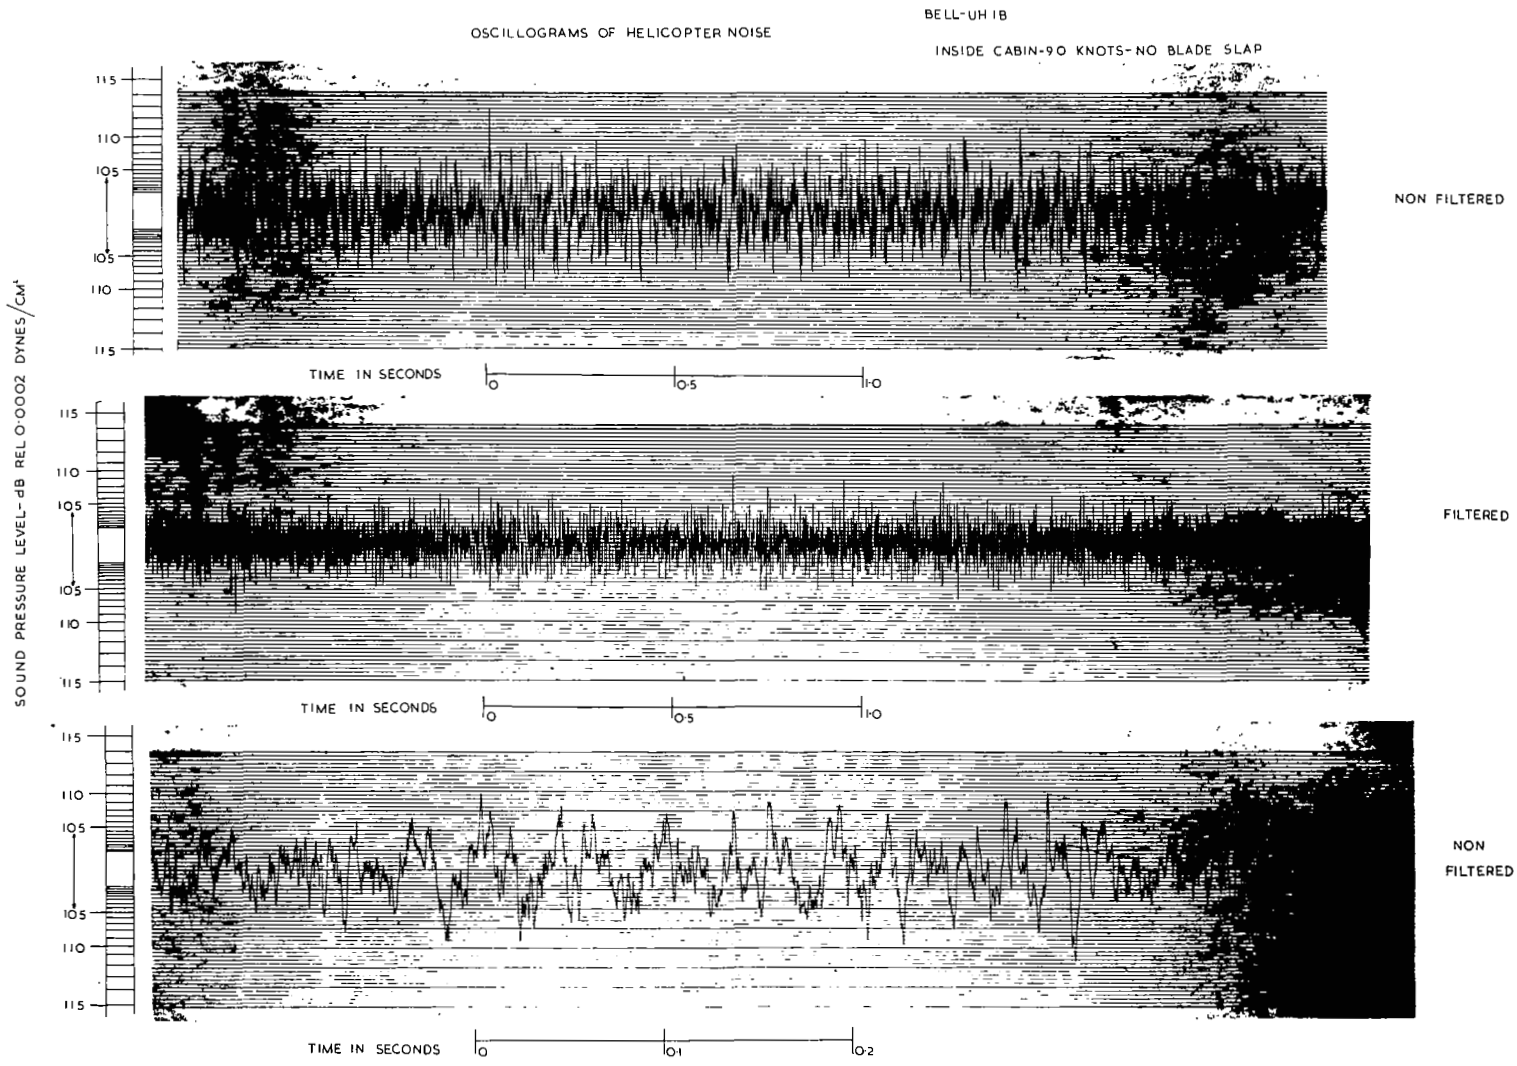 BELL-UH1B
OSCILLOGRAMS OF HELICOPTER NOISE
INSIDE CABIN-90 KNOTS-NO BLADE SLAP
SOUND PRESSURE LEVEL-dB REL 0·0002 DYNES/CM²
115
110
105
105
110
115
NON FILTERED
TIME IN SECONDS
0 0·5 1·0
115
110
105
105
110
115
FILTERED
TIME IN SECONDS
0 0·5 1·0
115
110
105
105
110
115
NON
FILTERED
TIME IN SECONDS
0 0·1 0·2